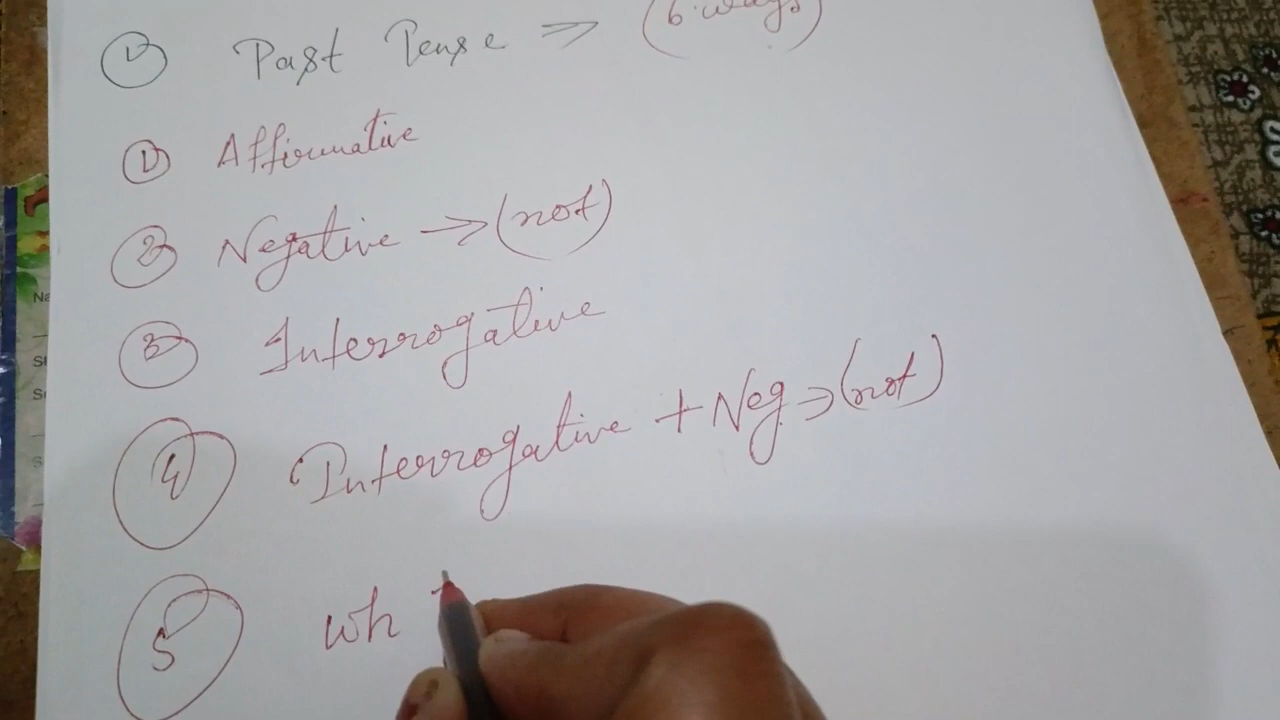 ① Past Tense ⇒ (6 ways)
① Affirmative
② Negative → (not)
③ Interrogative
④ Interrogative + Neg → (not)
⑤ Wh